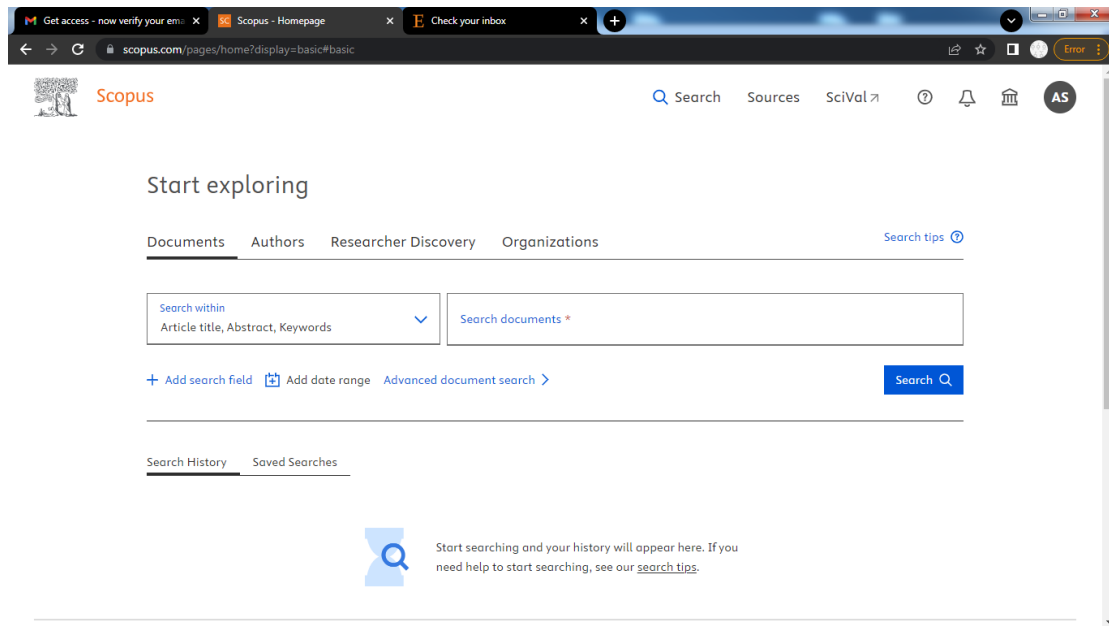 Get access - now verify your ema
Scopus - Homepage
Check your inbox
scopus.com/pages/home?display=basic#basic
Error
Scopus
Search
Sources
SciVal
AS
Start exploring
Documents
Authors
Researcher Discovery
Organizations
Search tips
Search within
Article title, Abstract, Keywords
Search documents *
Add search field
Add date range
Advanced document search
Search
Search History
Saved Searches
Start searching and your history will appear here. If you
need help to start searching, see our search tips.